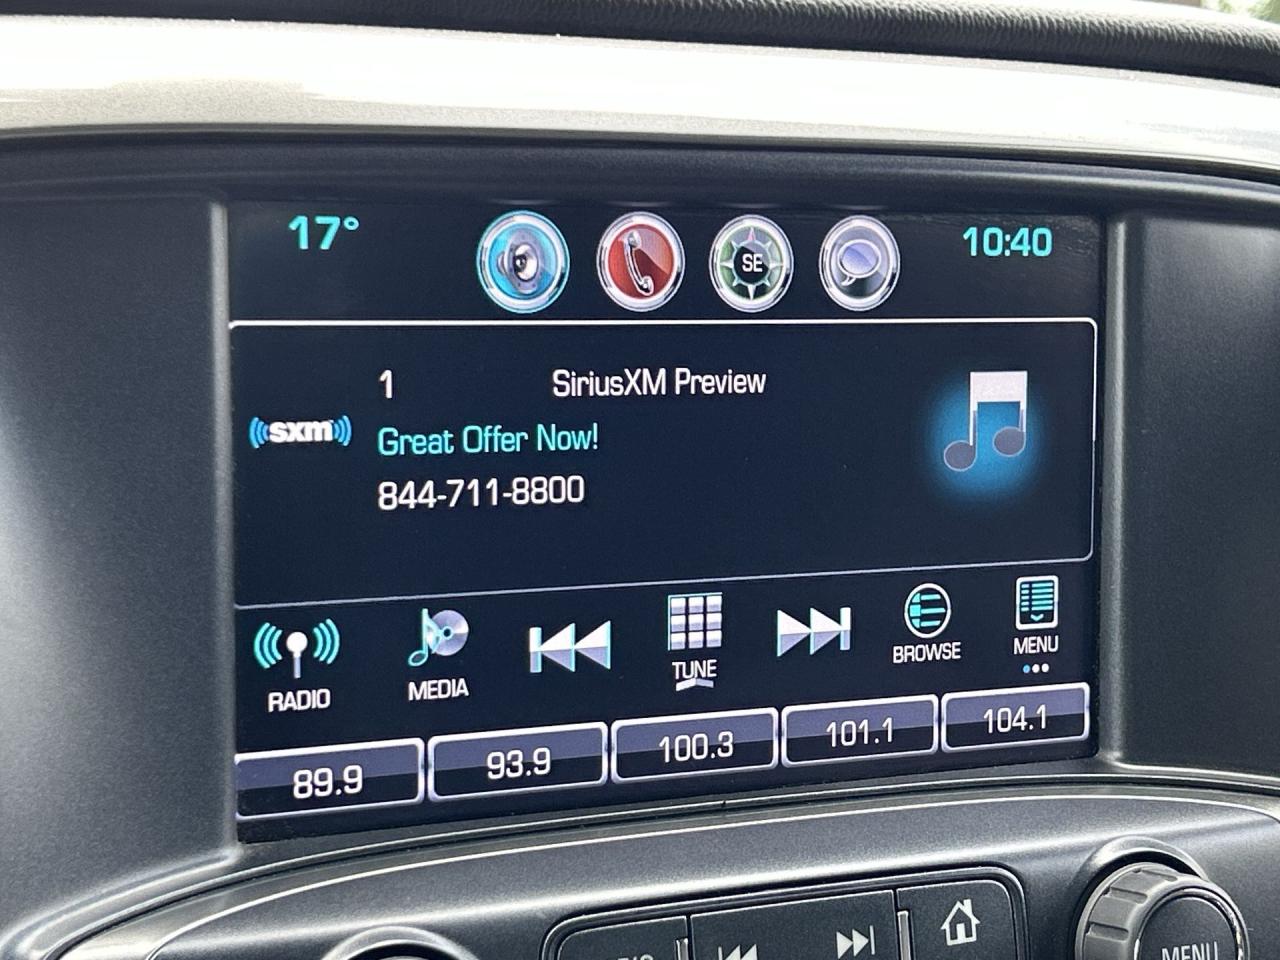 17°
SE
10:40
1
SiriusXM Preview
((sxm))
Great Offer Now!
844-711-8800
RADIO
MEDIA
TUNE
BROWSE
MENU
89.9
93.9
100.3
101.1
104.1
MENU